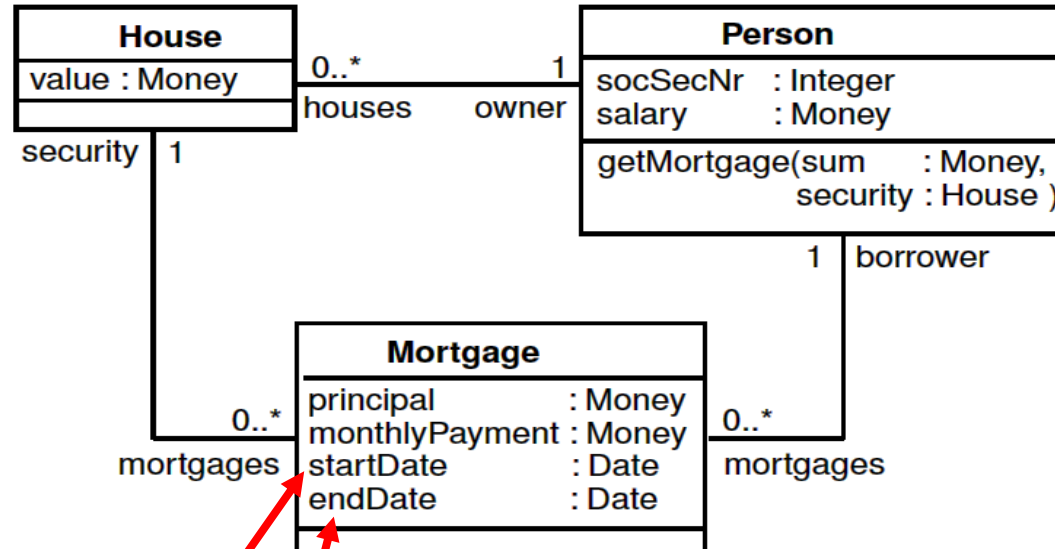 House
value : Money
0..*
1
houses
owner
security
1
Person
socSecNr : Integer
salary : Money
getMortgage(sum : Money,
security : House )
1
borrower
Mortgage
principal : Money
monthlyPayment : Money
startDate : Date
endDate : Date
0..*
mortgages
0..*
mortgages